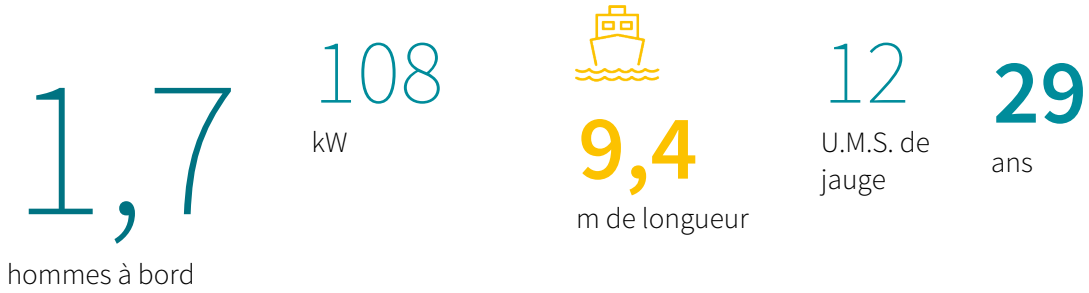 1,7
hommes à bord
108
kW
9,4
m de longueur
12
U.M.S. de
jauge
29
ans